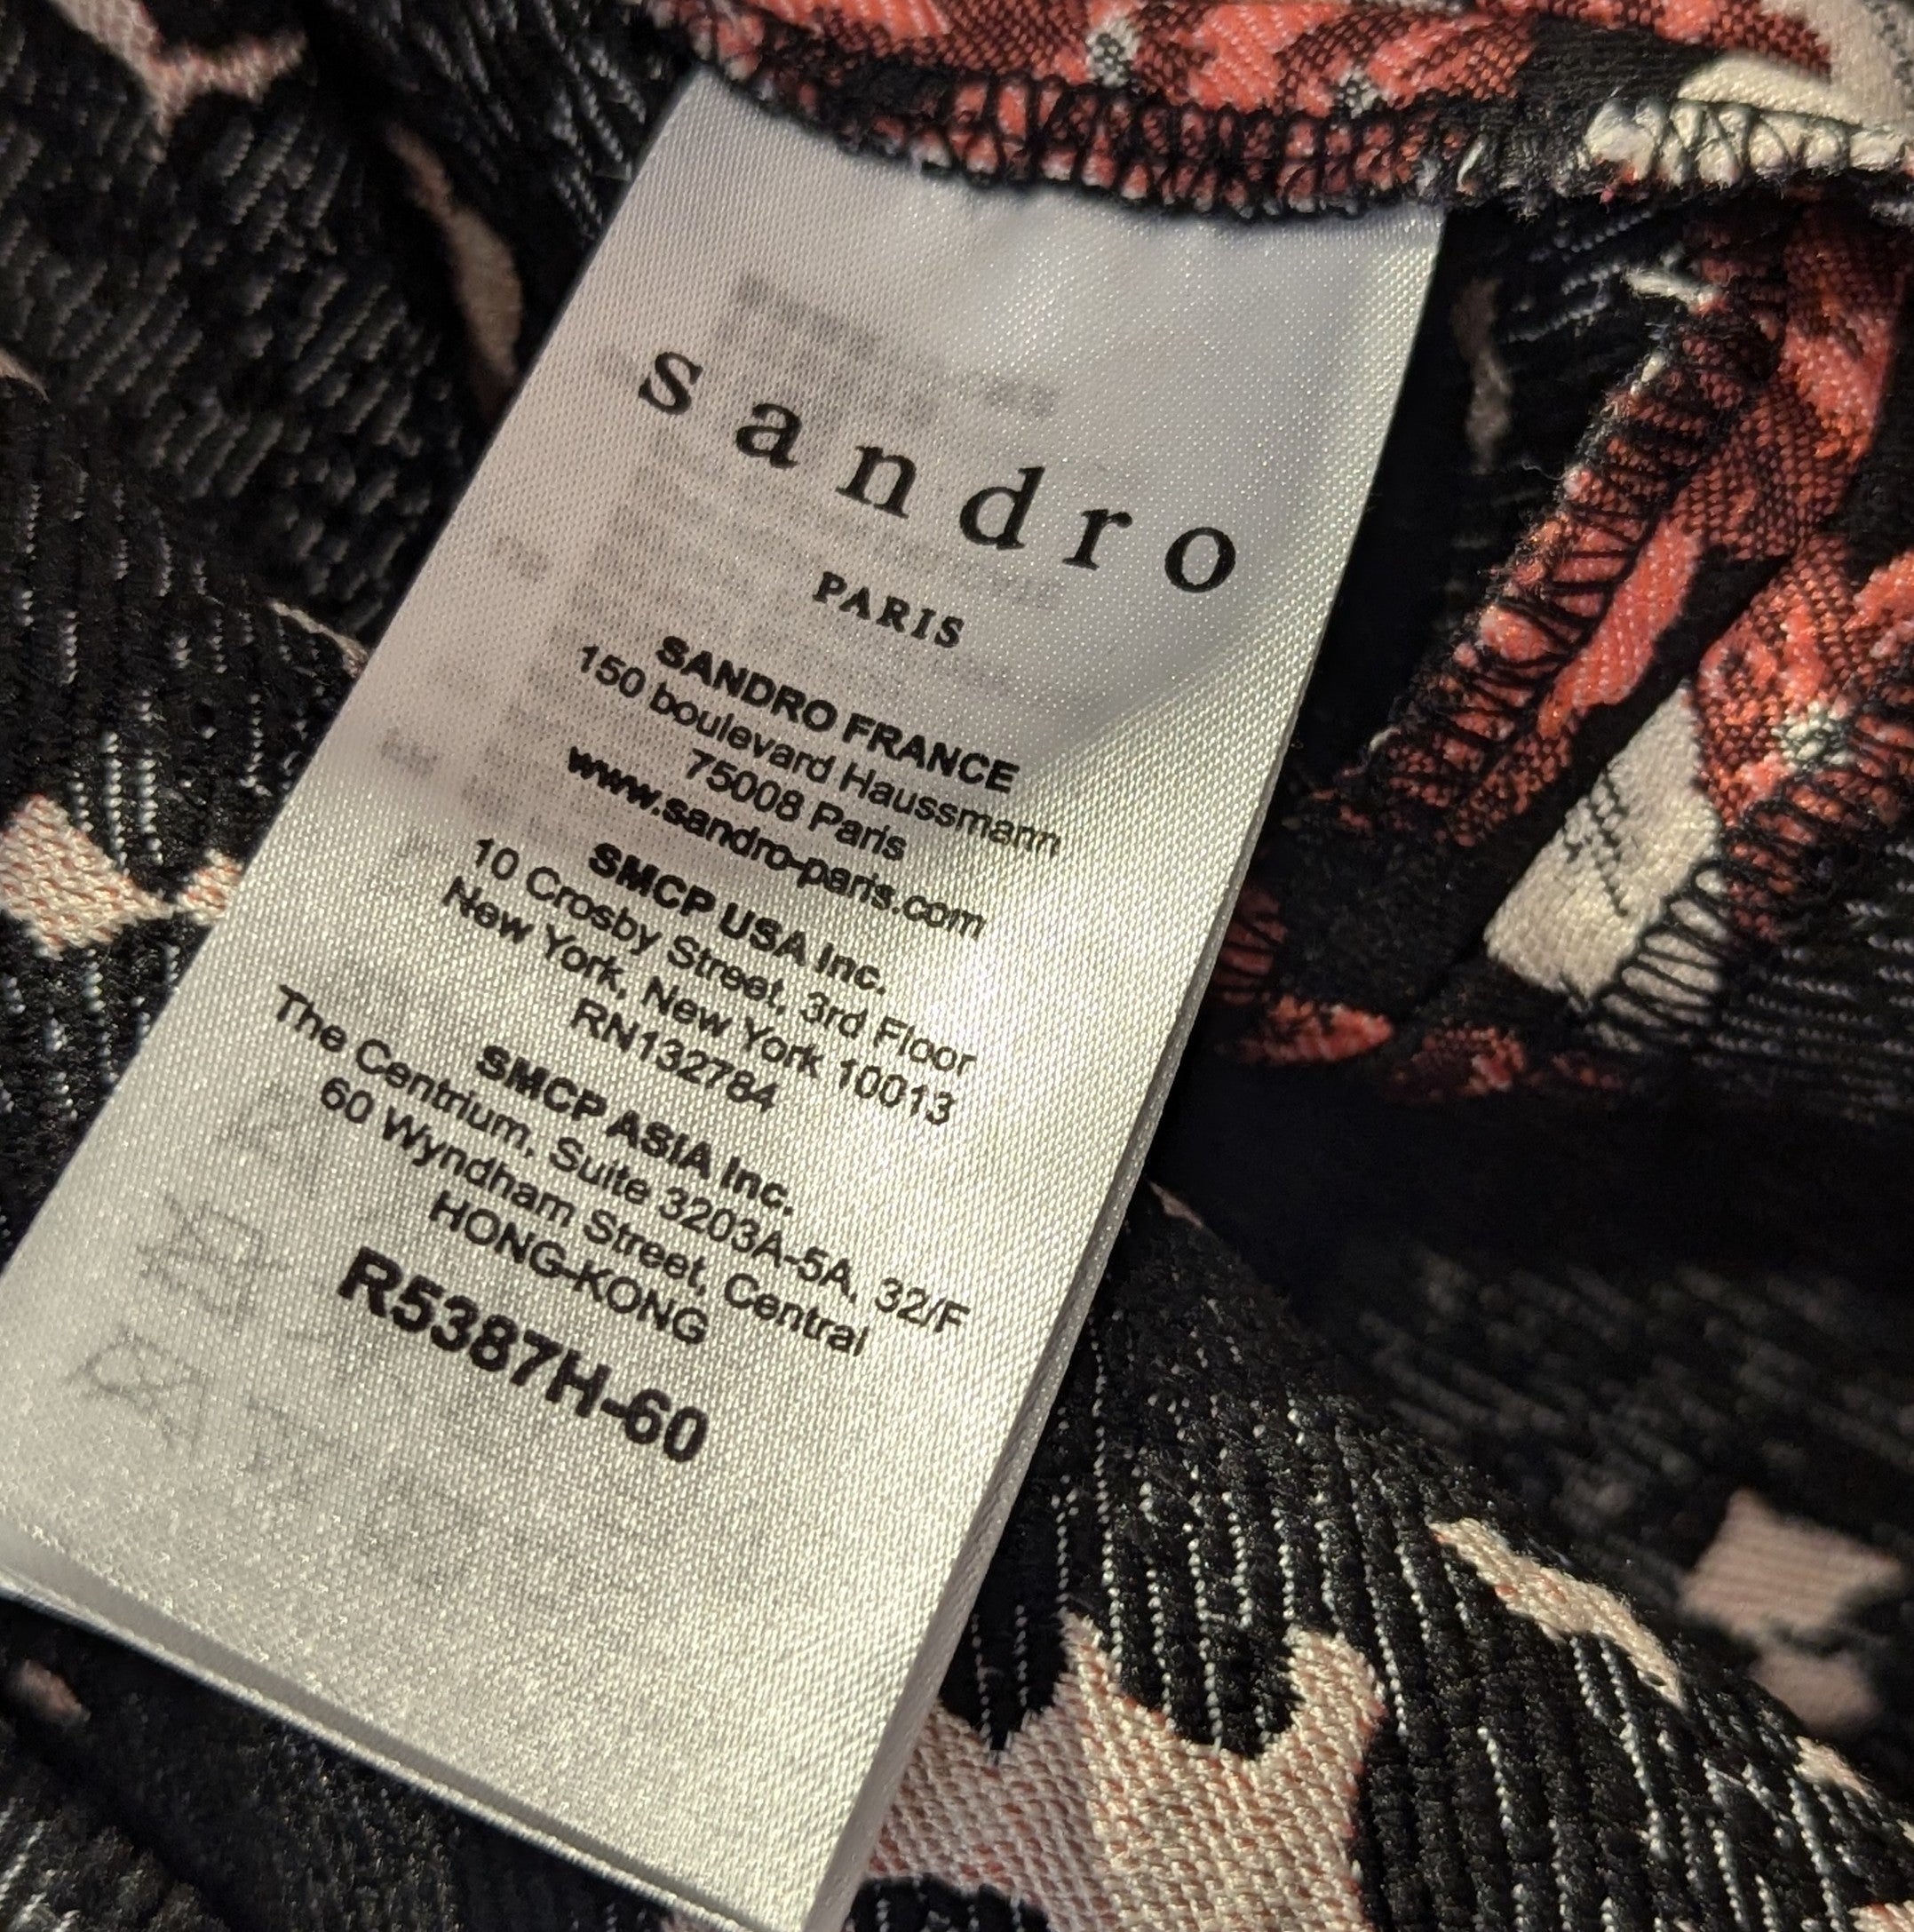 sandro
PARIS
SANDRO FRANCE
150 boulevard Haussmann
75008 Paris
www.sandro-paris.com
SMCP USA Inc.
10 Crosby Street, 3rd Floor
New York, New York 10013
RN132784
SMCP ASIA Inc.
The Centrium, Suite 3203A-5A, 32/F
60 Wyndham Street, Central
HONG-KONG
R5387H-60